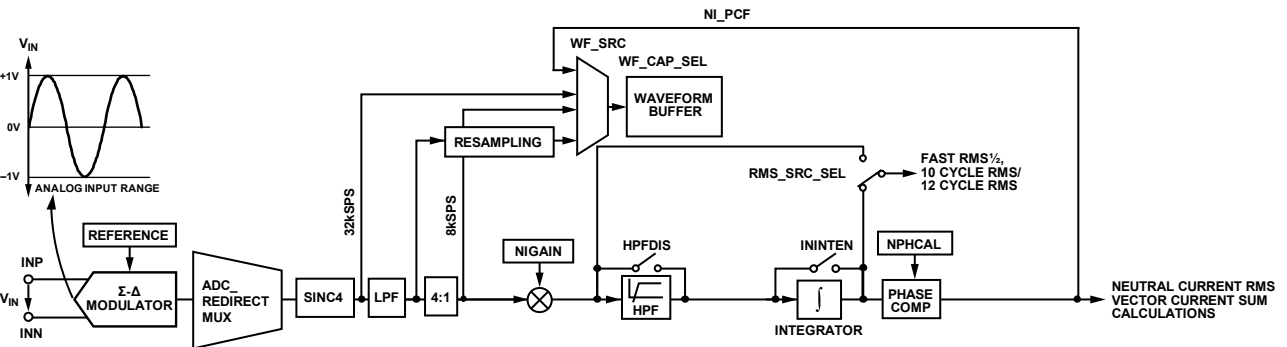 NI_PCF
WF_SRC
WF_CAP_SEL
WAVEFORM
BUFFER
RESAMPLING
VIN
+1V
0V
–1V
ANALOG INPUT RANGE
RMS_SRC_SEL
FAST RMS½,
10 CYCLE RMS/
12 CYCLE RMS
32kSPS
8kSPS
REFERENCE
INP
VIN
INN
Σ-Δ
MODULATOR
ADC_
REDIRECT
MUX
SINC4
LPF
4:1
NIGAIN
HPFDIS
HPF
ININTEN
∫
INTEGRATOR
NPHCAL
PHASE
COMP
NEUTRAL CURRENT RMS
VECTOR CURRENT SUM
CALCULATIONS